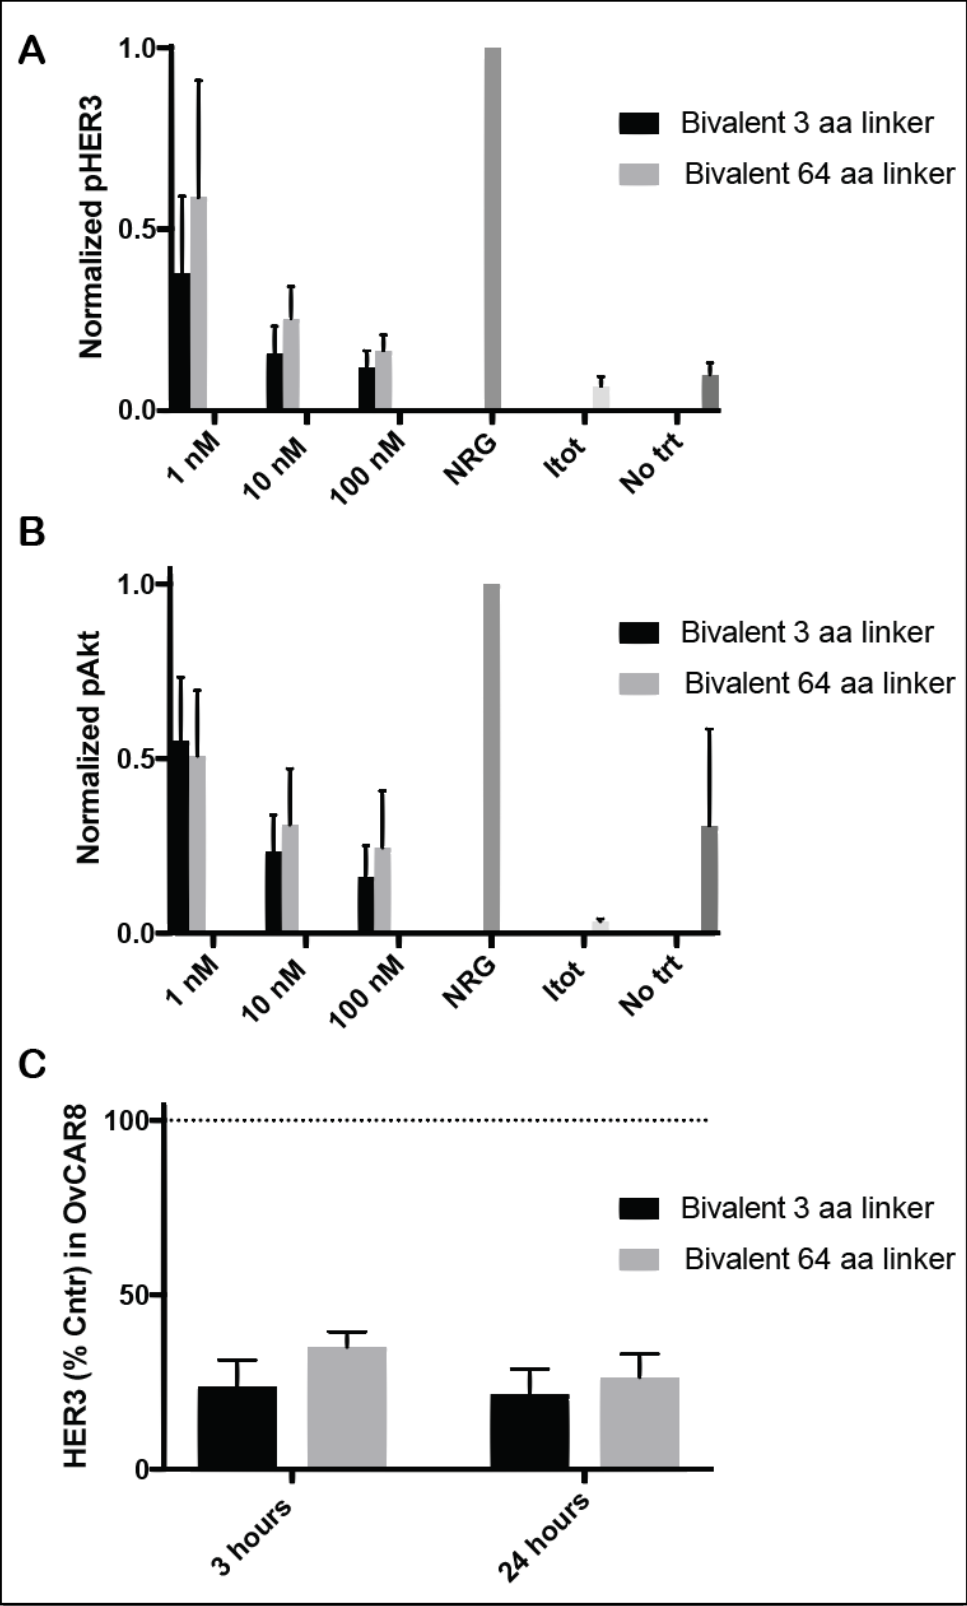 A
Normalized pHER3
1.0
0.5
0.0
Bivalent 3 aa linker
Bivalent 64 aa linker
1 nM
10 nM
100 nM
NRG
Itot
No trt
B
Normalized pAkt
1.0
0.5
0.0
Bivalent 3 aa linker
Bivalent 64 aa linker
1 nM
10 nM
100 nM
NRG
Itot
No trt
C
HER3 (% Cntr) in OvCAR8
100
50
0
Bivalent 3 aa linker
Bivalent 64 aa linker
3 hours
24 hours